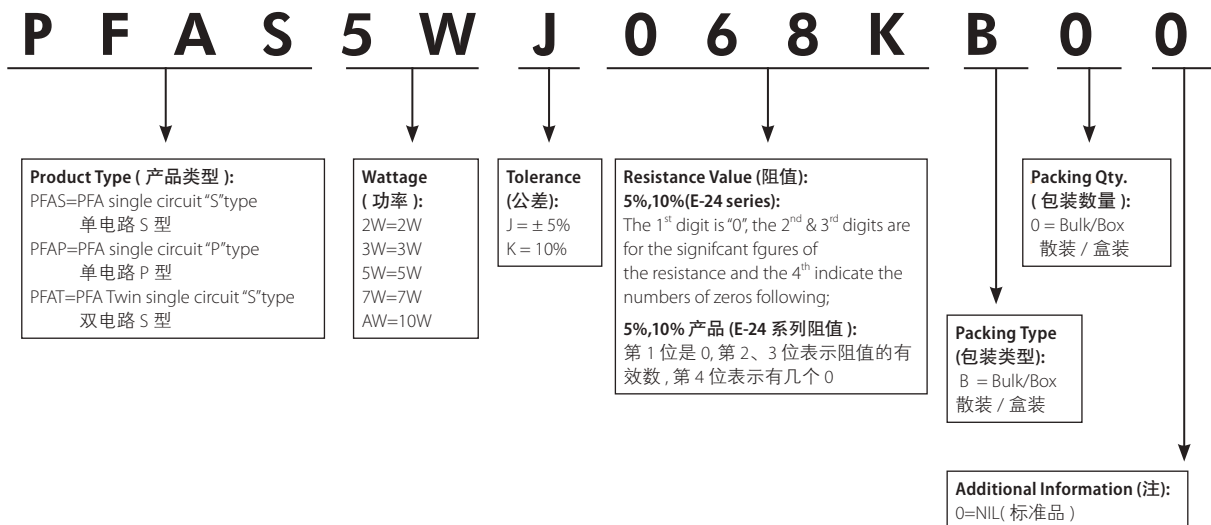 P F A S 5 W J 0 6 8 K B 0 0
Product Type ( 产品类型 ):
PFAS=PFA single circuit “S”type
单电路 S 型
PFAP=PFA single circuit “P”type
单电路 P 型
PFAT=PFA Twin single circuit “S”type
双电路 S 型
Wattage
( 功率 ):
2W=2W
3W=3W
5W=5W
7W=7W
AW=10W
Tolerance
(公差):
J = ± 5%
K = 10%
Resistance Value (阻值):
5%,10%(E-24 series):
The 1st digit is “0”, the 2nd & 3rd digits are
for the signifcant fgures of
the resistance and the 4th indicate the
numbers of zeros following;
5%,10% 产品 (E-24 系列阻值 ):
第 1 位是 0, 第 2、3 位表示阻值的有
效数 , 第 4 位表示有几个 0
Packing Type
(包装类型):
B = Bulk/Box
散装 / 盒装
Packing Qty.
( 包装数量 ):
0 = Bulk/Box
散装 / 盒装
Additional Information (注):
0=NIL( 标准品 )